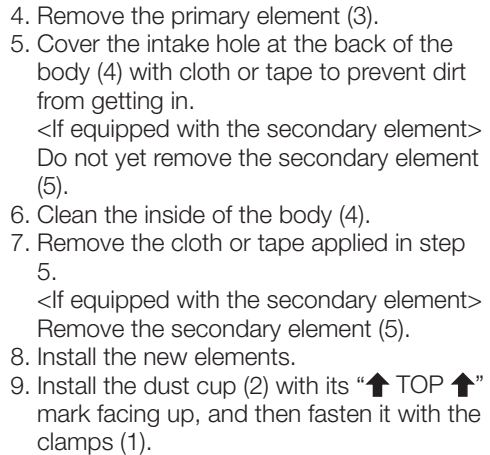 4. Remove the primary element (3).
5. Cover the intake hole at the back of the
body (4) with cloth or tape to prevent dirt
from getting in.
<If equipped with the secondary element>
Do not yet remove the secondary element
(5).
6. Clean the inside of the body (4).
7. Remove the cloth or tape applied in step
5.
<If equipped with the secondary element>
Remove the secondary element (5).
8. Install the new elements.
9. Install the dust cup (2) with its “⬆ TOP ⬆”
mark facing up, and then fasten it with the
clamps (1).